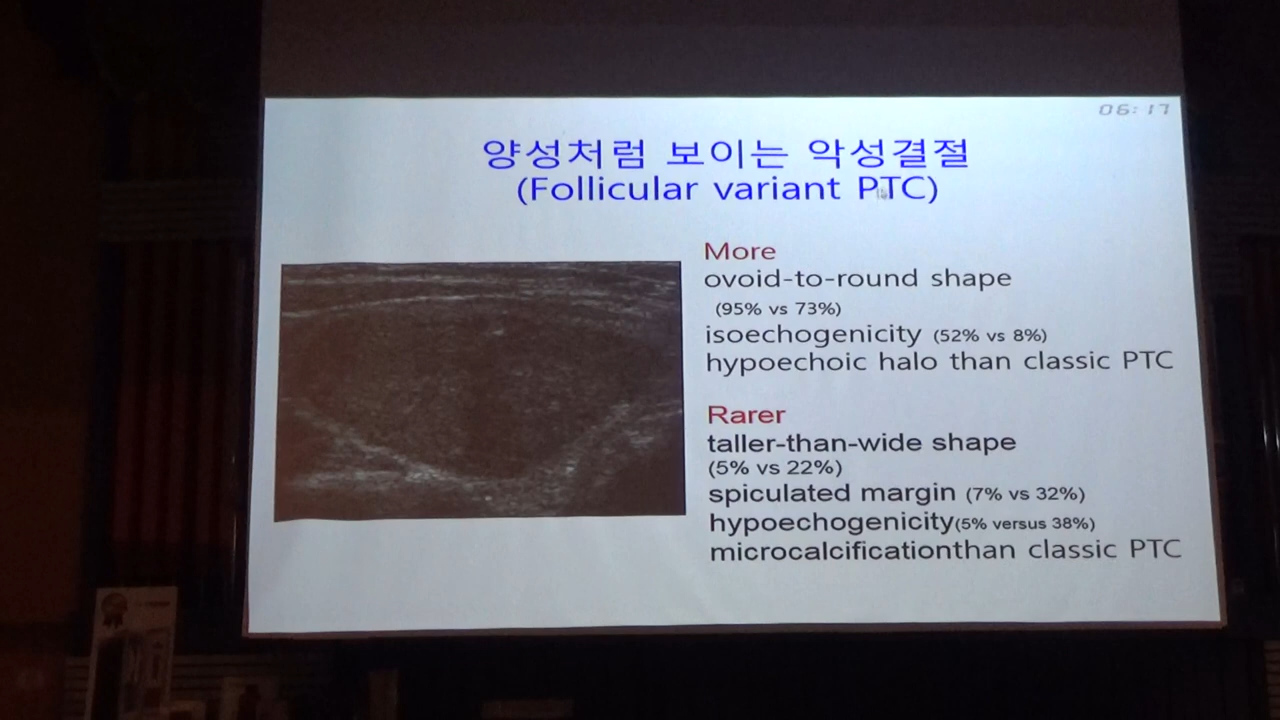 06:17
양성처럼 보이는 악성결절
(Follicular variant PTC)
More
ovoid-to-round shape
(95% vs 73%)
isoechogenicity (52% vs 8%)
hypoechoic halo than classic PTC
Rarer
taller-than-wide shape
(5% vs 22%)
spiculated margin (7% vs 32%)
hypoechogenicity(5% versus 38%)
microcalcificationthan classic PTC